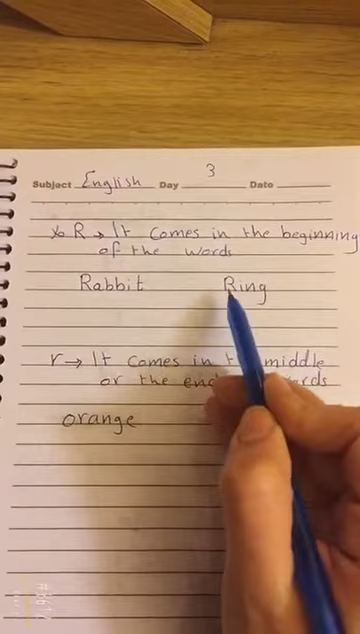 3
Subject English Day Date
R → It comes in the beginning
of the words
Rabbit Ring
r → It comes in middle
or the end
orange